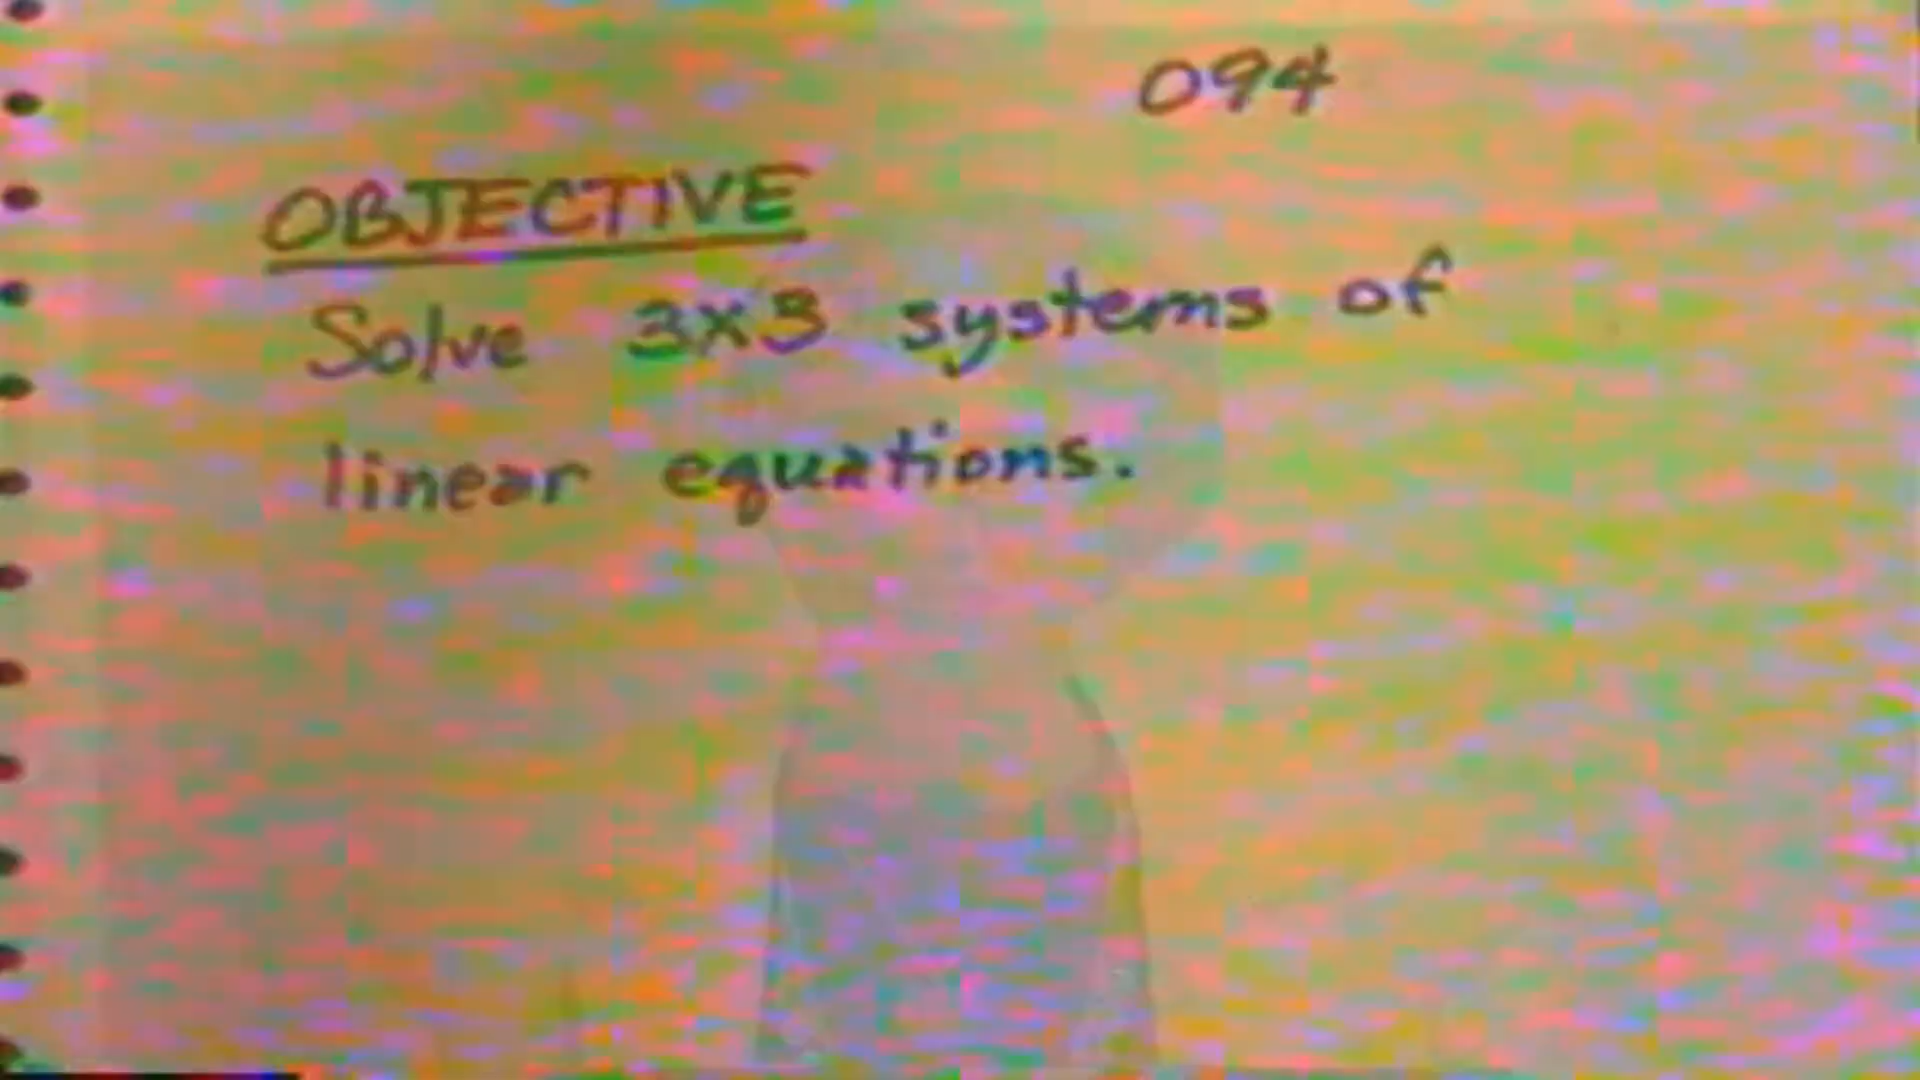 094
OBJECTIVE
Solve 3x3 systems of
linear equations.